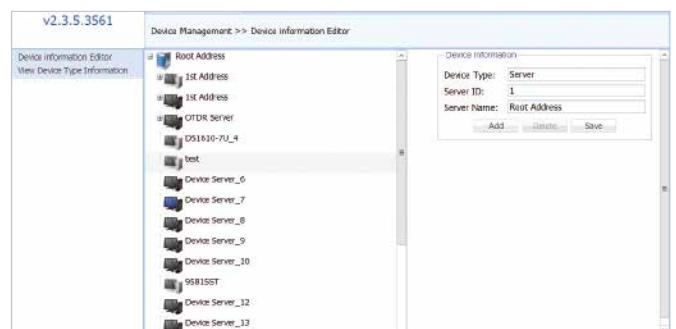 v2.3.5.3561
Device Management >> Device information Editor
Device information Editor
View Device Type Information
Root Address
1st Address
1st Address
OTDR Server
DS1610-7U_4
test
Device Server_6
Device Server_7
Device Server_8
Device Server_9
Device Server_10
9581SST
Device Server_12
Device Server_13
Device Information
Device Type: Server
Server ID: 1
Server Name: Root Address
Add Delete Save